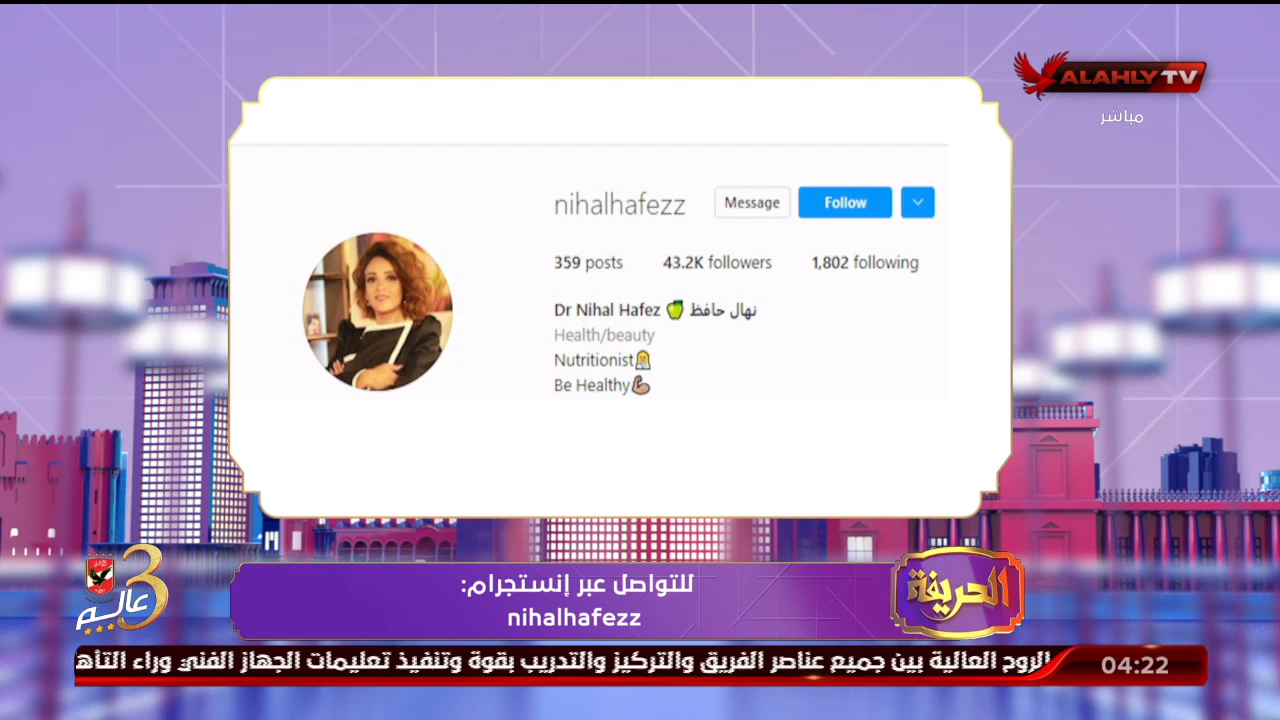 ALAHLY TV
مباشر
nihalhafezz
Message
Follow
359 posts
43.2K followers
1,802 following
Dr Nihal Hafez 🍏 نهال حافظ
Health/beauty
Nutritionist👩‍⚕️
Be Healthy💪🏽
3
عالم
للتواصل عبر إنستجرام:
nihalhafezz
الحريفة
الروح العالية بين جميع عناصر الفريق والتركيز والتدريب بقوة وتنفيذ تعليمات الجهاز الفني وراء التأه
04:22